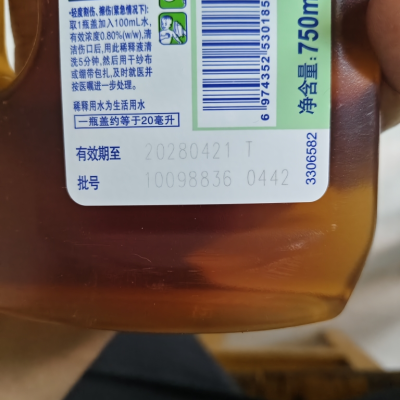 ·轻度割伤、擦伤(紧急情况下):
取1瓶盖加入100mL水,
有效浓度0.80%(w/w),清
洁伤口后,用此稀释液清
洗5分钟,然后用干纱布
或绷带包扎,及时就医并
按医嘱进一步处理。
稀释用水为生活用水
一瓶盖约等于20毫升
有效期至 20280421 T
批号 10098836 0442
6 974352 530185
净含量:750m
3306582